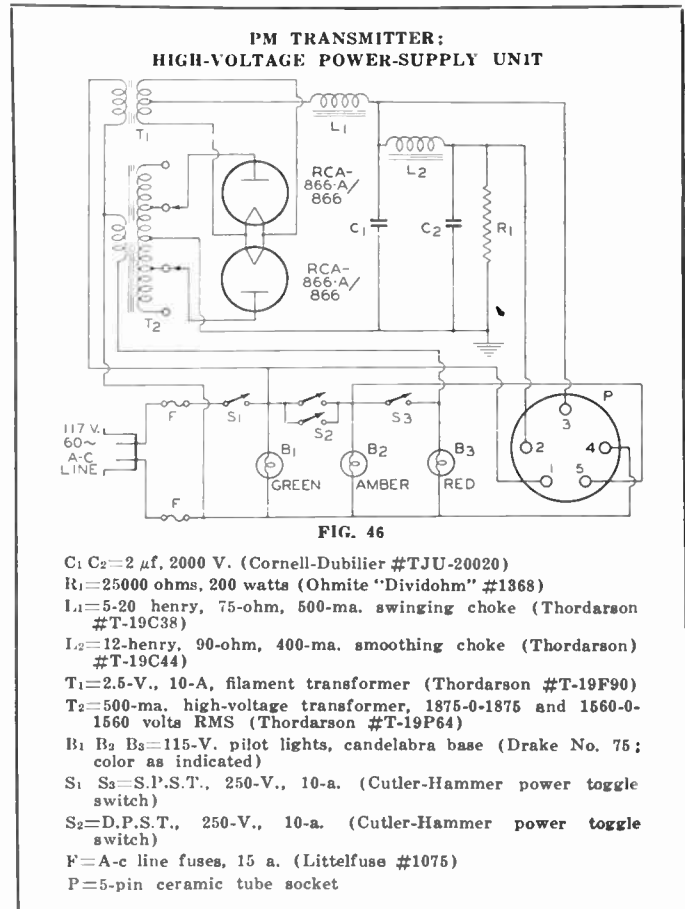 PM TRANSMITTER;
HIGH-VOLTAGE POWER-SUPPLY UNIT
T1
L1
L2
RCA-
866-A/
866
C1
C2
R1
RCA-
866-A/
866
T2
P
F
S1
S2
S3
3
2
4
1
5
117 V.
60~
A-C
LINE
B1
GREEN
B2
AMBER
B3
RED
F
FIG. 46
C1 C2=2 μf, 2000 V. (Cornell-Dubilier #TJU-20020)
R1=25000 ohms, 200 watts (Ohmite "Dividohm" #1368)
L1=5-20 henry, 75-ohm, 500-ma. swinging choke (Thordarson
#T-19C38)
L2=12-henry, 90-ohm, 400-ma. smoothing choke (Thordarson)
#T-19C44)
T1=2.5-V., 10-A, filament transformer (Thordarson #T-19F90)
T2=500-ma. high-voltage transformer, 1875-0-1875 and 1560-0-
1560 volts RMS (Thordarson #T-19P64)
B1 B2 B3=115-V. pilot lights, candelabra base (Drake No. 75;
color as indicated)
S1 S3=S.P.S.T., 250-V., 10-a. (Cutler-Hammer power toggle
switch)
S2=D.P.S.T., 250-V., 10-a. (Cutler-Hammer power toggle
switch)
F=A-c line fuses, 15 a. (Littelfuse #1075)
P=5-pin ceramic tube socket